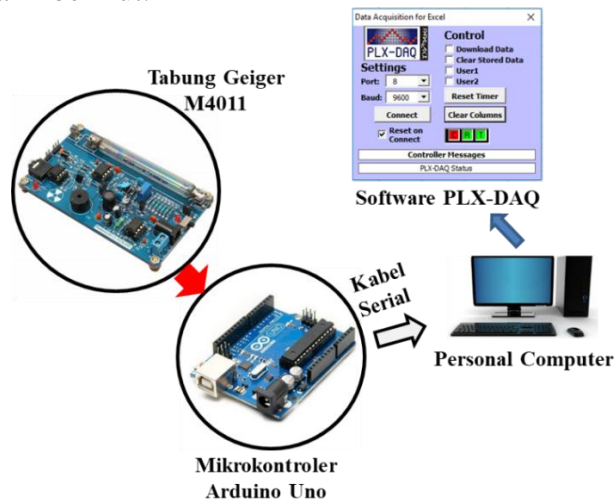 Data Acquisition for Excel
PLX-DAQ
Control
Download Data
Clear Stored Data
User1
User2
Settings
Port: 8
Baud: 9600
Reset Timer
Connect
Clear Columns
Reset on
Connect
Controller Messages
PLX-DAQ Status
Tabung Geiger
M4011
Software PLX-DAQ
Kabel
Serial
Personal Computer
ARDUINO
UNO
Mikrokontroler
Arduino Uno